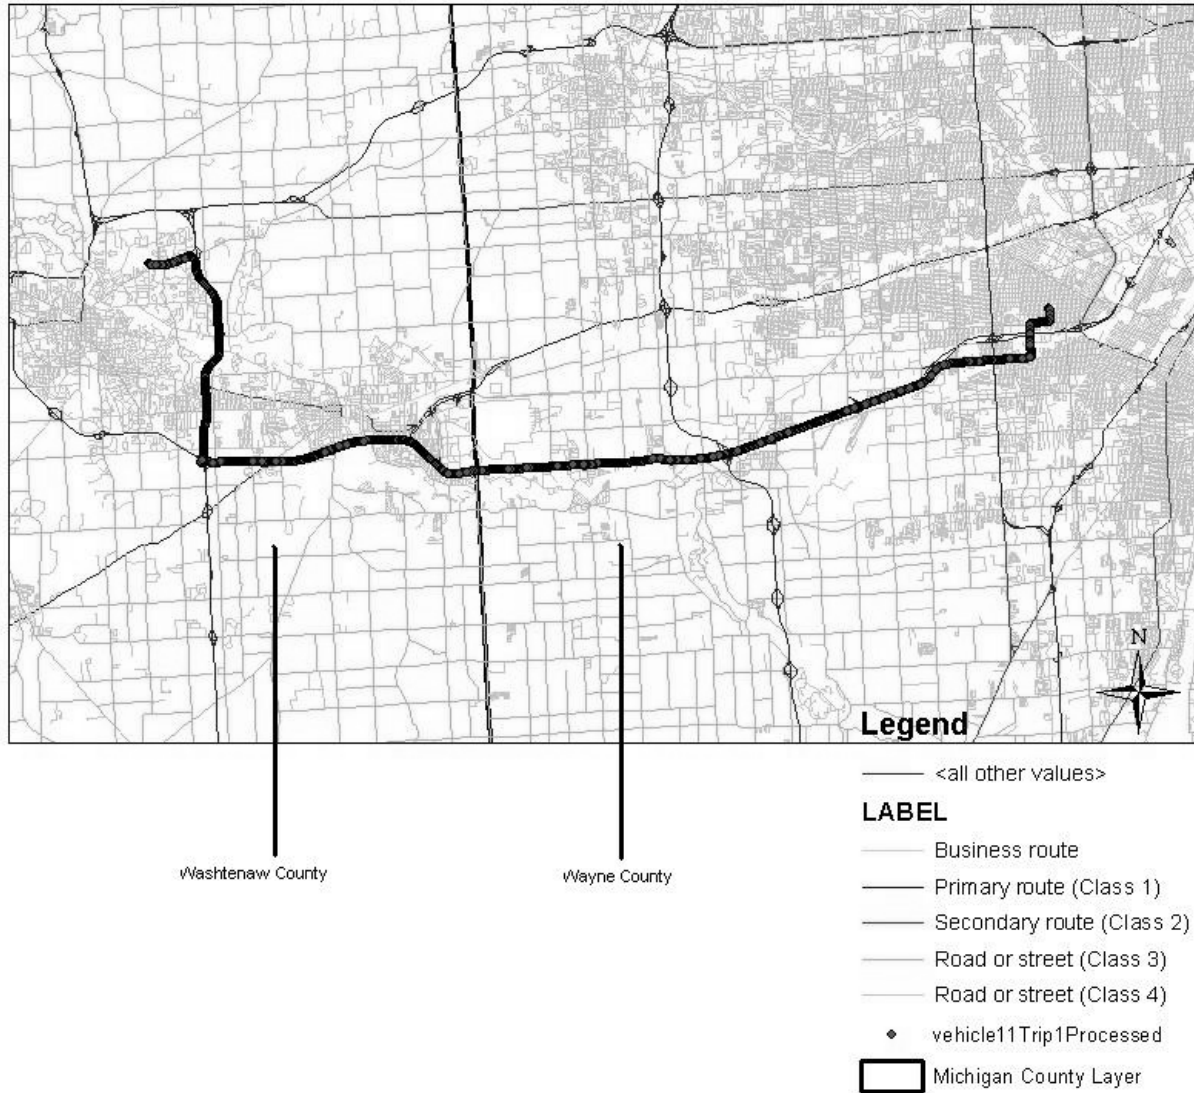 N
Legend
<all other values>
LABEL
Business route
Primary route (Class 1)
Secondary route (Class 2)
Road or street (Class 3)
Road or street (Class 4)
vehicle11Trip1Processed
Michigan County Layer
Washtenaw County
Wayne County